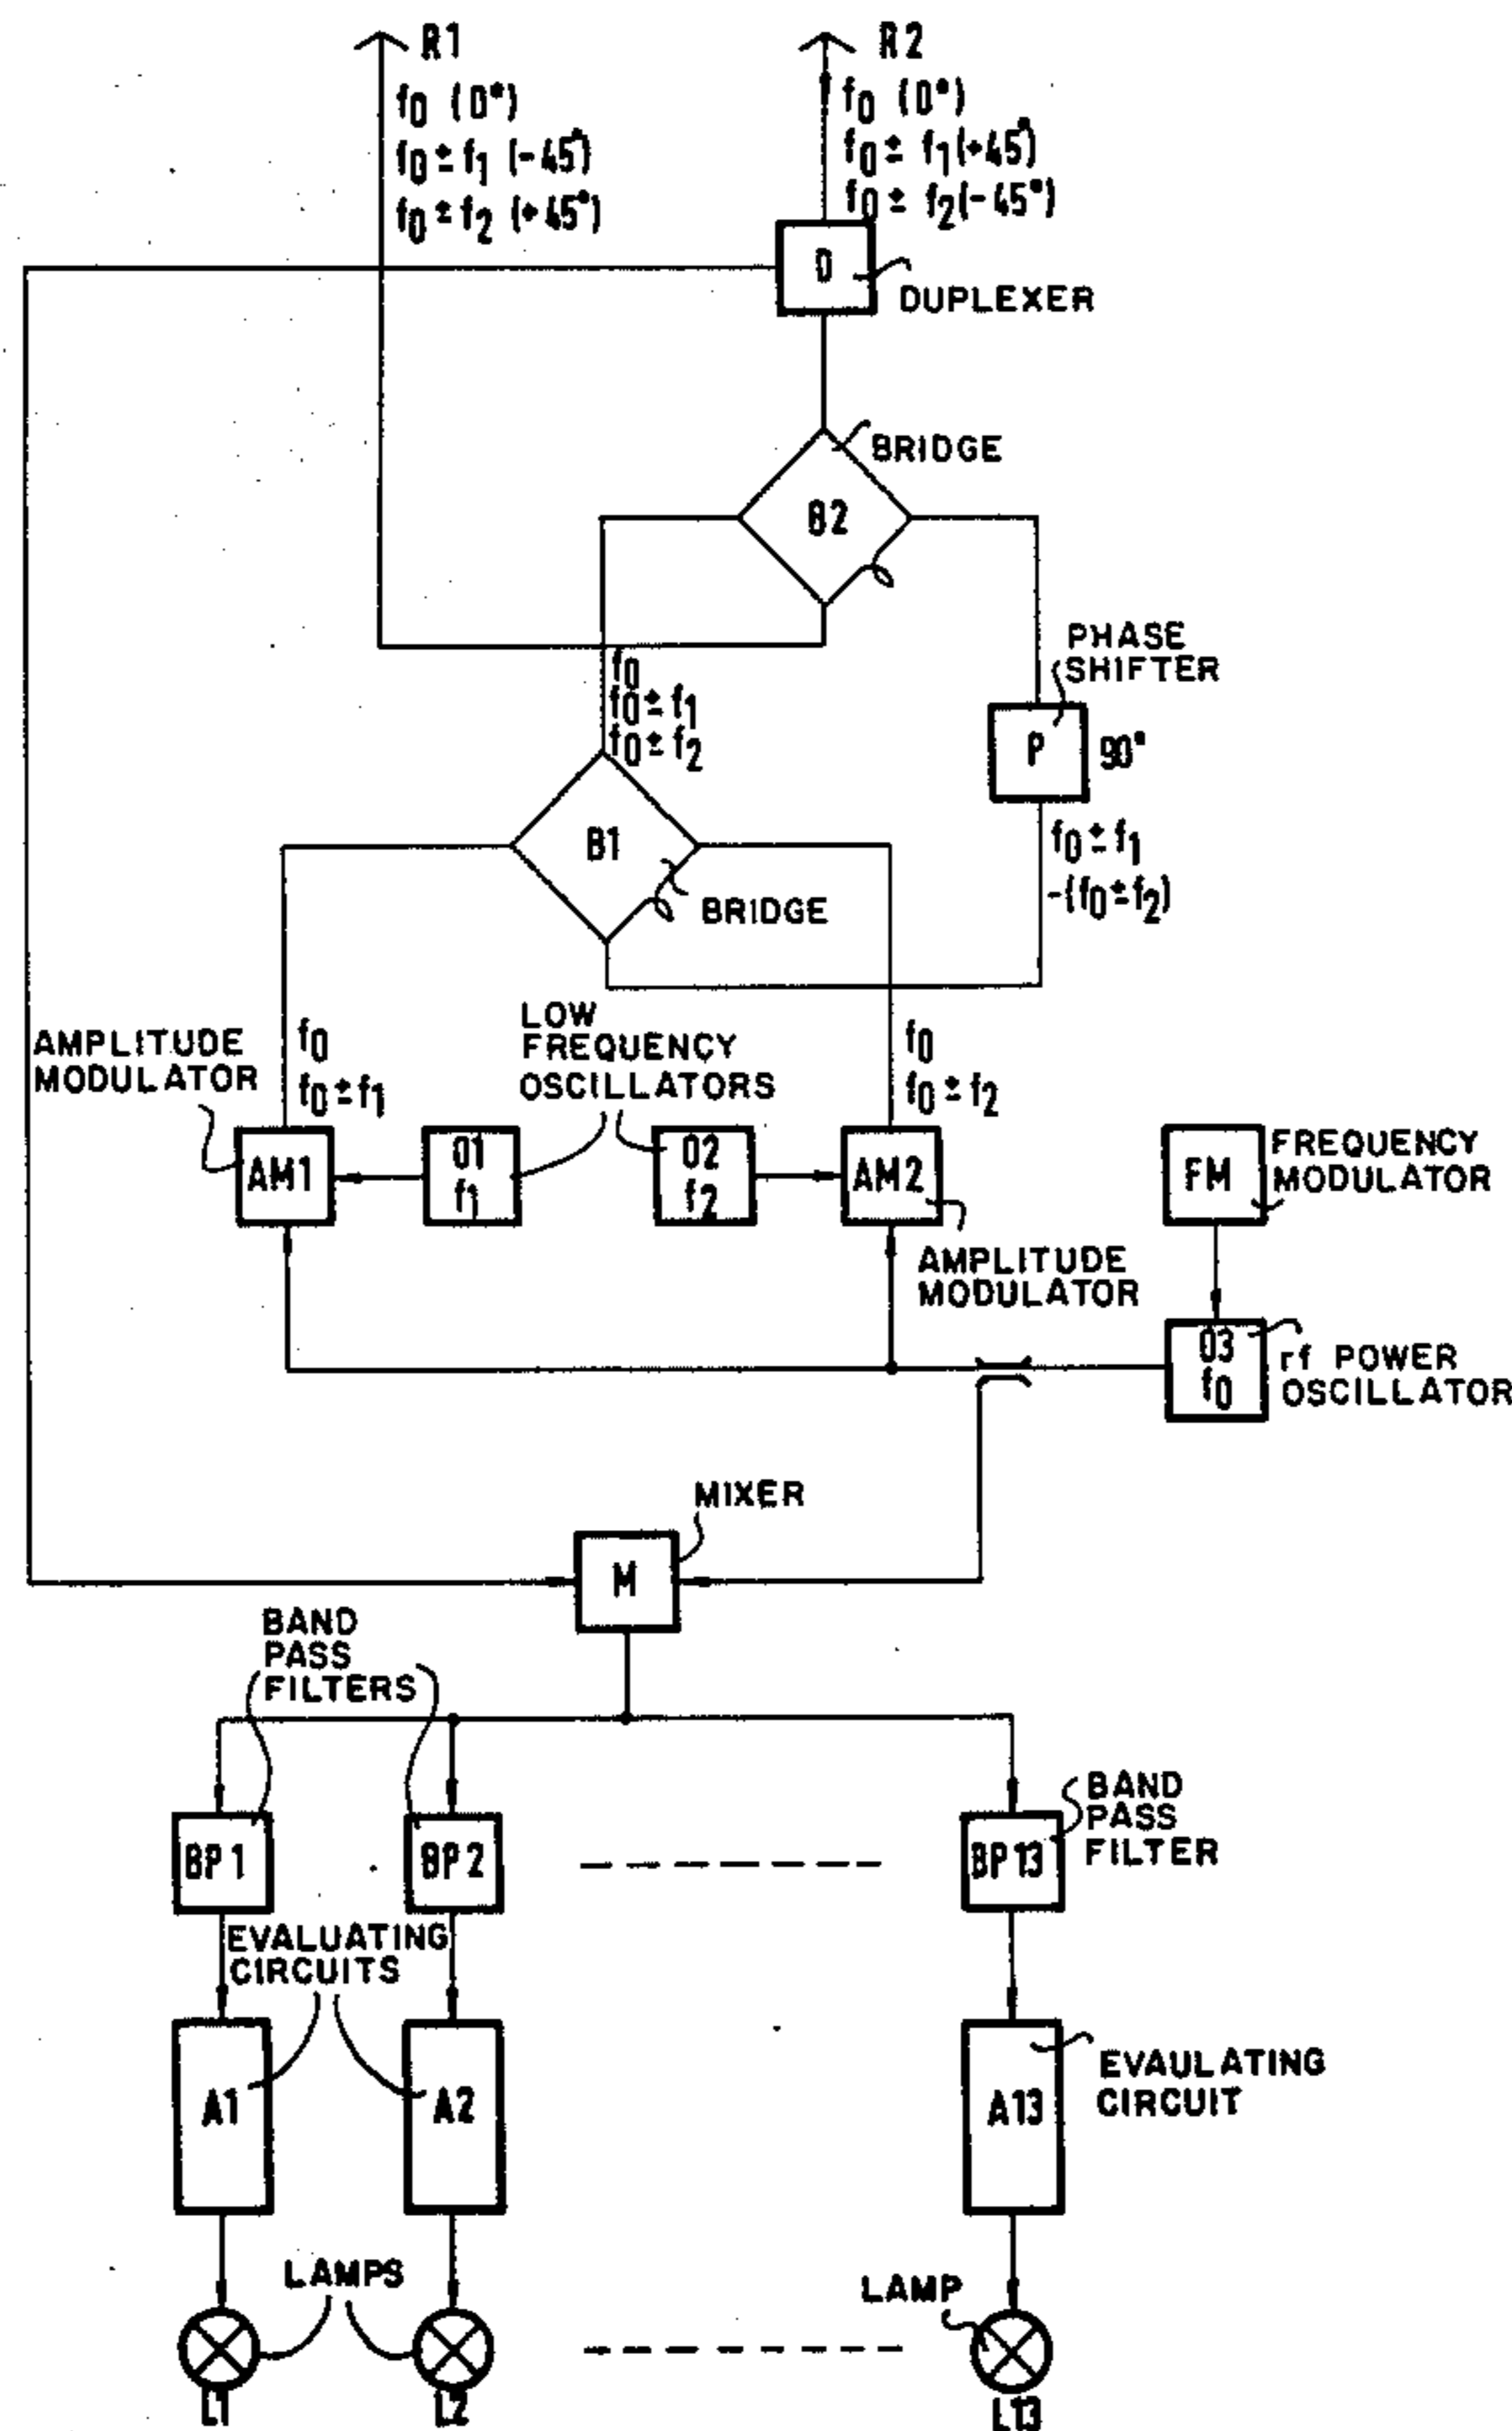 R1
R2
f0 (0°)
f0 ± f1 (-45°)
f0 ± f2 (+45°)
f0 (0°)
f0 ± f1 (+45°)
f0 ± f2 (-45°)
D
DUPLEXER
BRIDGE
B2
PHASE
SHIFTER
P
90°
f0
f0 ± f1
f0 ± f2
f0 ± f1
-(f0 ± f2)
B1
BRIDGE
AMPLITUDE
MODULATOR
f0
f0 ± f1
LOW
FREQUENCY
OSCILLATORS
f0
f0 ± f2
AM1
O1
f1
O2
f2
AM2
FM
FREQUENCY
MODULATOR
AMPLITUDE
MODULATOR
O3
f0
rf POWER
OSCILLATOR
MIXER
M
BAND
PASS
FILTERS
BP1
BP2
BP13
BAND
PASS
FILTER
EVALUATING
CIRCUITS
A1
A2
A13
EVAULATING
CIRCUIT
LAMPS
LAMP
L1
L2
L13